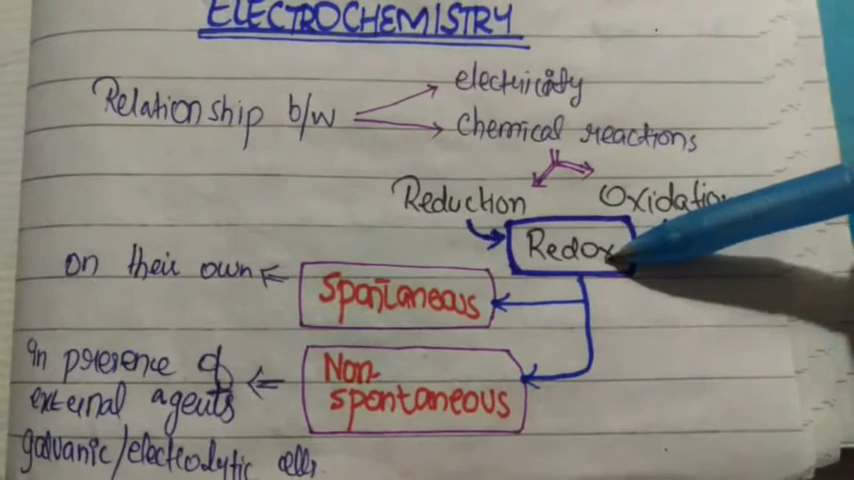 ELECTROCHEMISTRY
Relationship b/w
electricity
chemical reactions
Reduction Oxidation
Redox
on their own
Spontaneous
in presence of
external agents
galvanic/electrolytic cells
Non-
spontaneous